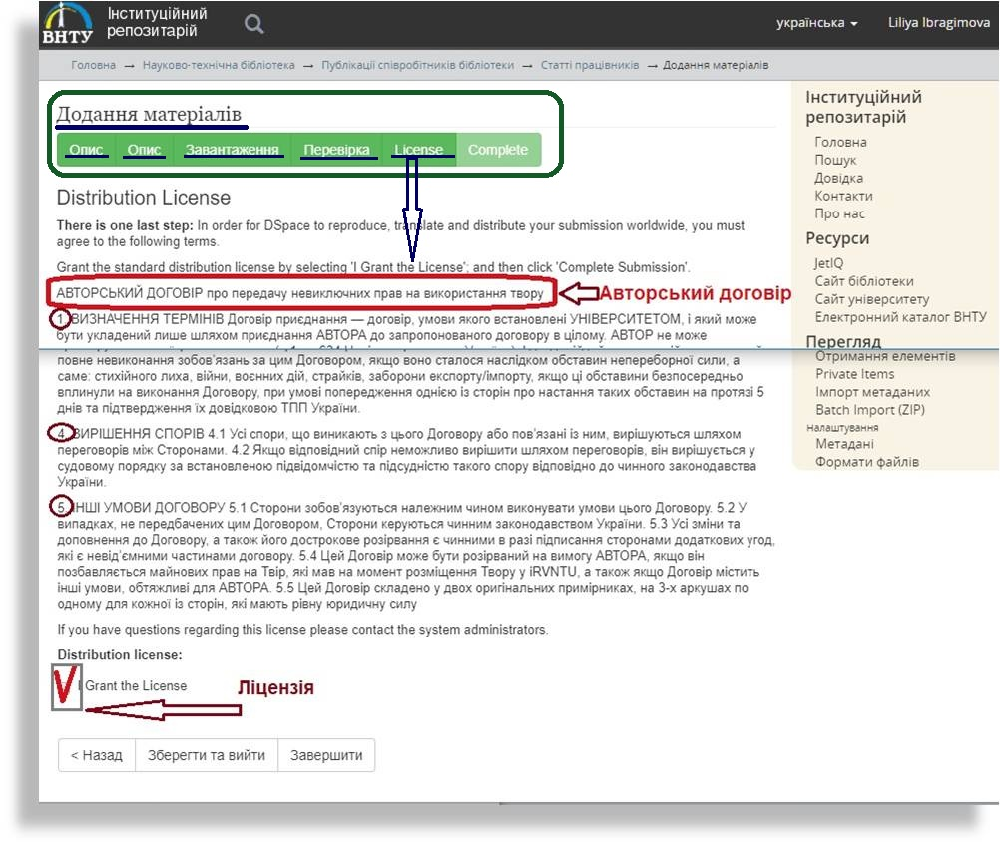 ВНТУ
Інституційний
репозитарій
українська
Liliya Ibragimova
Головна → Науково-технічна бібліотека → Публікації співробітників бібліотеки → Статті працівників → Додання матеріалів
Додання матеріалів
Опис Опис Завантаження Перевірка License Complete
Distribution License
There is one last step: In order for DSpace to reproduce, translate and distribute your submission worldwide, you must
agree to the following terms.
Grant the standard distribution license by selecting 'I Grant the License'; and then click 'Complete Submission'.
АВТОРСЬКИЙ ДОГОВІР про передачу невиключних прав на використання твору
Авторський договір
1. ВИЗНАЧЕННЯ ТЕРМІНІВ Договір приєднання — договір, умови якого встановлені УНІВЕРСИТЕТОМ, і який може
бути укладений лише шляхом приєднання АВТОРА до запропонованого договору в цілому. АВТОР не може
повне невиконання зобов'язань за цим Договором, якщо воно сталося наслідком обставин непереборної сили, а
саме: стихійного лиха, війни, воєнних дій, страйків, заборони експорту/імпорту, якщо ці обставини безпосередньо
вплинули на виконання Договору, при умові попередження однією із сторін про настання таких обставин на протязі 5
днів та підтвердження їх довідковою ТПП України.
4. ВИРІШЕННЯ СПОРІВ 4.1 Усі спори, що виникають з цього Договору або пов'язані із ним, вирішуються шляхом
переговорів між Сторонами. 4.2 Якщо відповідний спір неможливо вирішити шляхом переговорів, він вирішується у
судовому порядку за встановленою підвідомчістю та підсудністю такого спору відповідно до чинного законодавства
України.
5. ІНШІ УМОВИ ДОГОВОРУ 5.1 Сторони зобов'язуються належним чином виконувати умови цього Договору. 5.2 У
випадках, не передбачених цим Договором, Сторони керуються чинним законодавством України. 5.3 Усі зміни та
доповнення до Договору, а також його дострокове розірвання є чинними в разі підписання сторонами додаткових угод,
які є невід'ємними частинами договору. 5.4 Цей Договір може бути розірваний на вимогу АВТОРА, якщо він
позбавляється майнових прав на Твір, які мав на момент розміщення Твору у iRVNTU, а також якщо Договір містить
інші умови, обтяжливі для АВТОРА. 5.5 Цей Договір складено у двох оригінальних примірниках, на 3-х аркушах по
одному для кожної із сторін, які мають рівну юридичну силу
If you have questions regarding this license please contact the system administrators.
Distribution license:
I Grant the License
Ліцензія
< Назад
Зберегти та вийти
Завершити
Інституційний
репозитарій
Головна
Пошук
Довідка
Контакти
Про нас
Ресурси
JetIQ
Сайт бібліотеки
Сайт університету
Електронний каталог ВНТУ
Перегляд
Отримання елементів
Private Items
Імпорт метаданих
Batch Import (ZIP)
налаштування
Метадані
Формати файлів